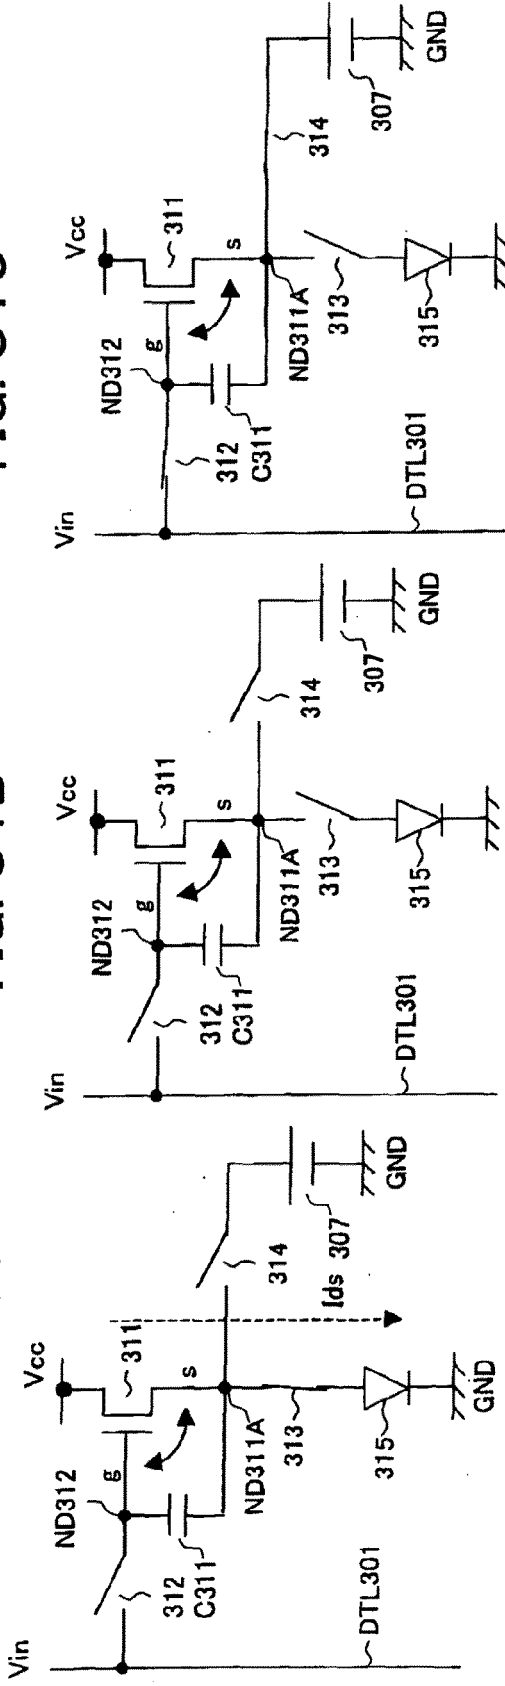 Vin
Vcc
ND312
g
311
s
312
C311
ND311A
313
314
Ids
307
GND
315
GND
DTL301
Vin
Vcc
ND312
g
311
s
312
C311
ND311A
313
314
307
GND
315
DTL301
Vin
Vcc
ND312
g
311
s
312
C311
ND311A
313
314
307
GND
315
DTL301